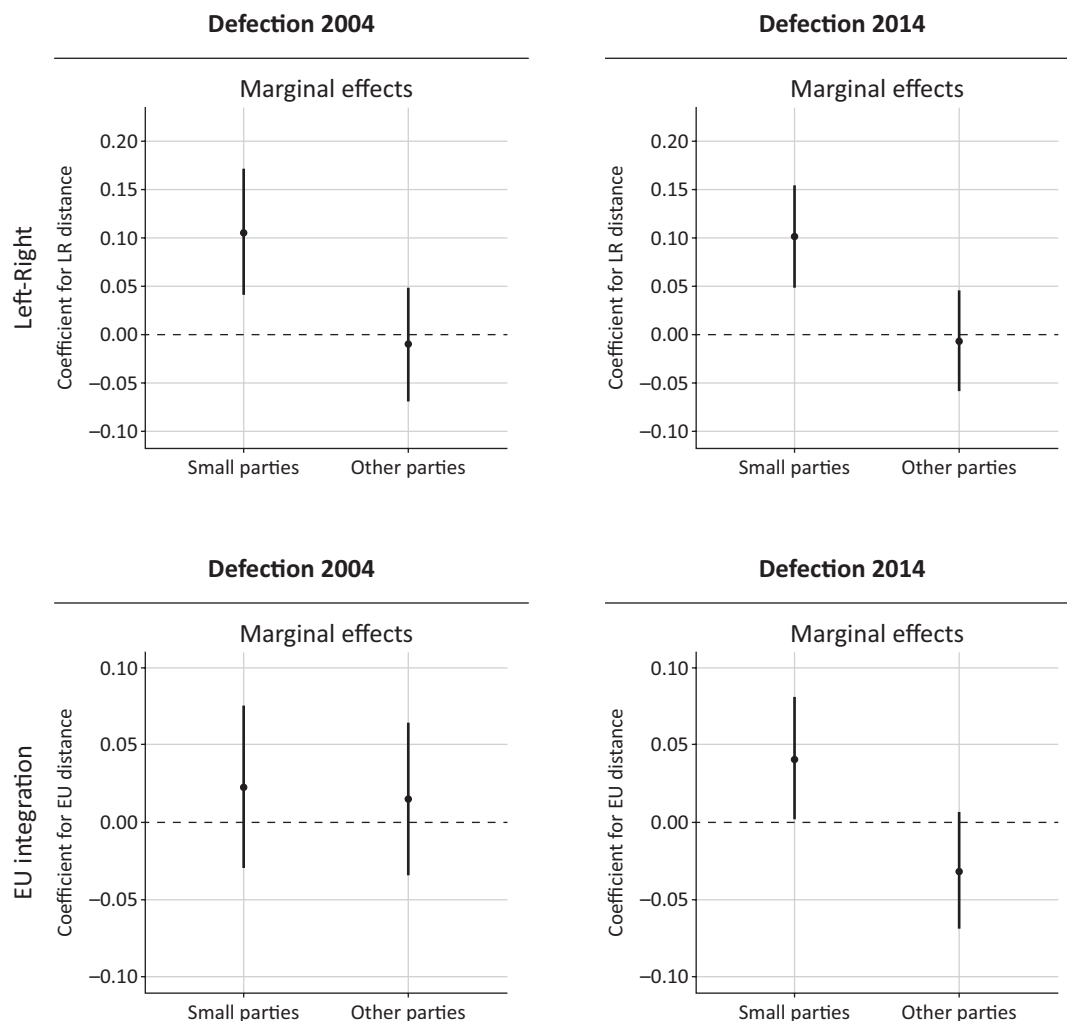 Defection 2004
Marginal effects
Left-Right
Coefficient for LR distance
0.20
0.15
0.10
0.05
0.00
–0.05
–0.10
Small parties Other parties
Defection 2014
Marginal effects
Coefficient for LR distance
0.20
0.15
0.10
0.05
0.00
–0.05
–0.10
Small parties Other parties
Defection 2004
Marginal effects
EU integration
Coefficient for EU distance
0.10
0.05
0.00
–0.05
–0.10
Small parties Other parties
Defection 2014
Marginal effects
Coefficient for EU distance
0.10
0.05
0.00
–0.05
–0.10
Small parties Other parties